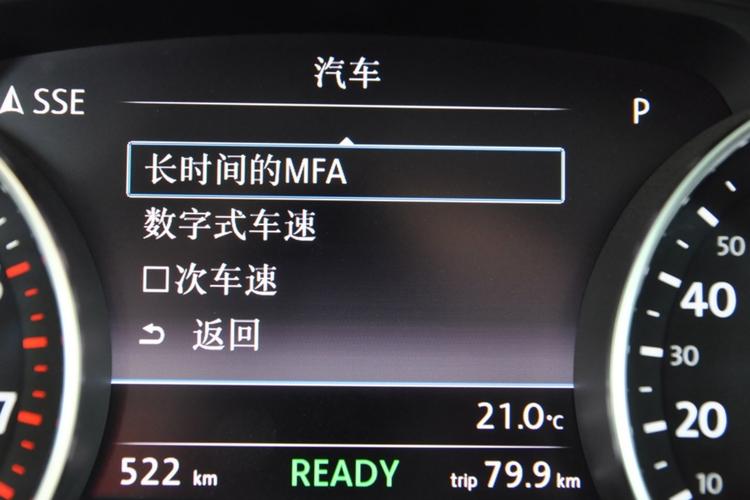 汽车
SSE
P
长时间的MFA
数字式车速
□次车速
返回
50
40
30
20
10
7
21.0°C
522 km
READY
trip 79.9 km